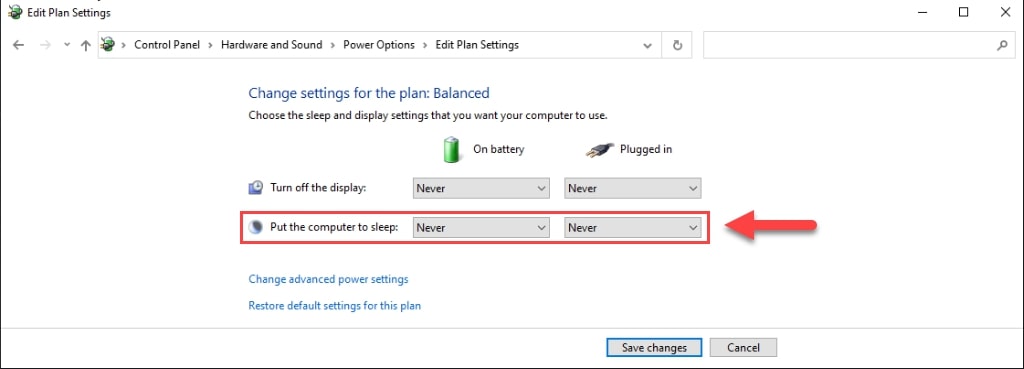 Edit Plan Settings
Control Panel > Hardware and Sound > Power Options > Edit Plan Settings
Change settings for the plan: Balanced
Choose the sleep and display settings that you want your computer to use.
On battery Plugged in
Turn off the display: Never Never
Put the computer to sleep: Never Never
Change advanced power settings
Restore default settings for this plan
Save changes Cancel